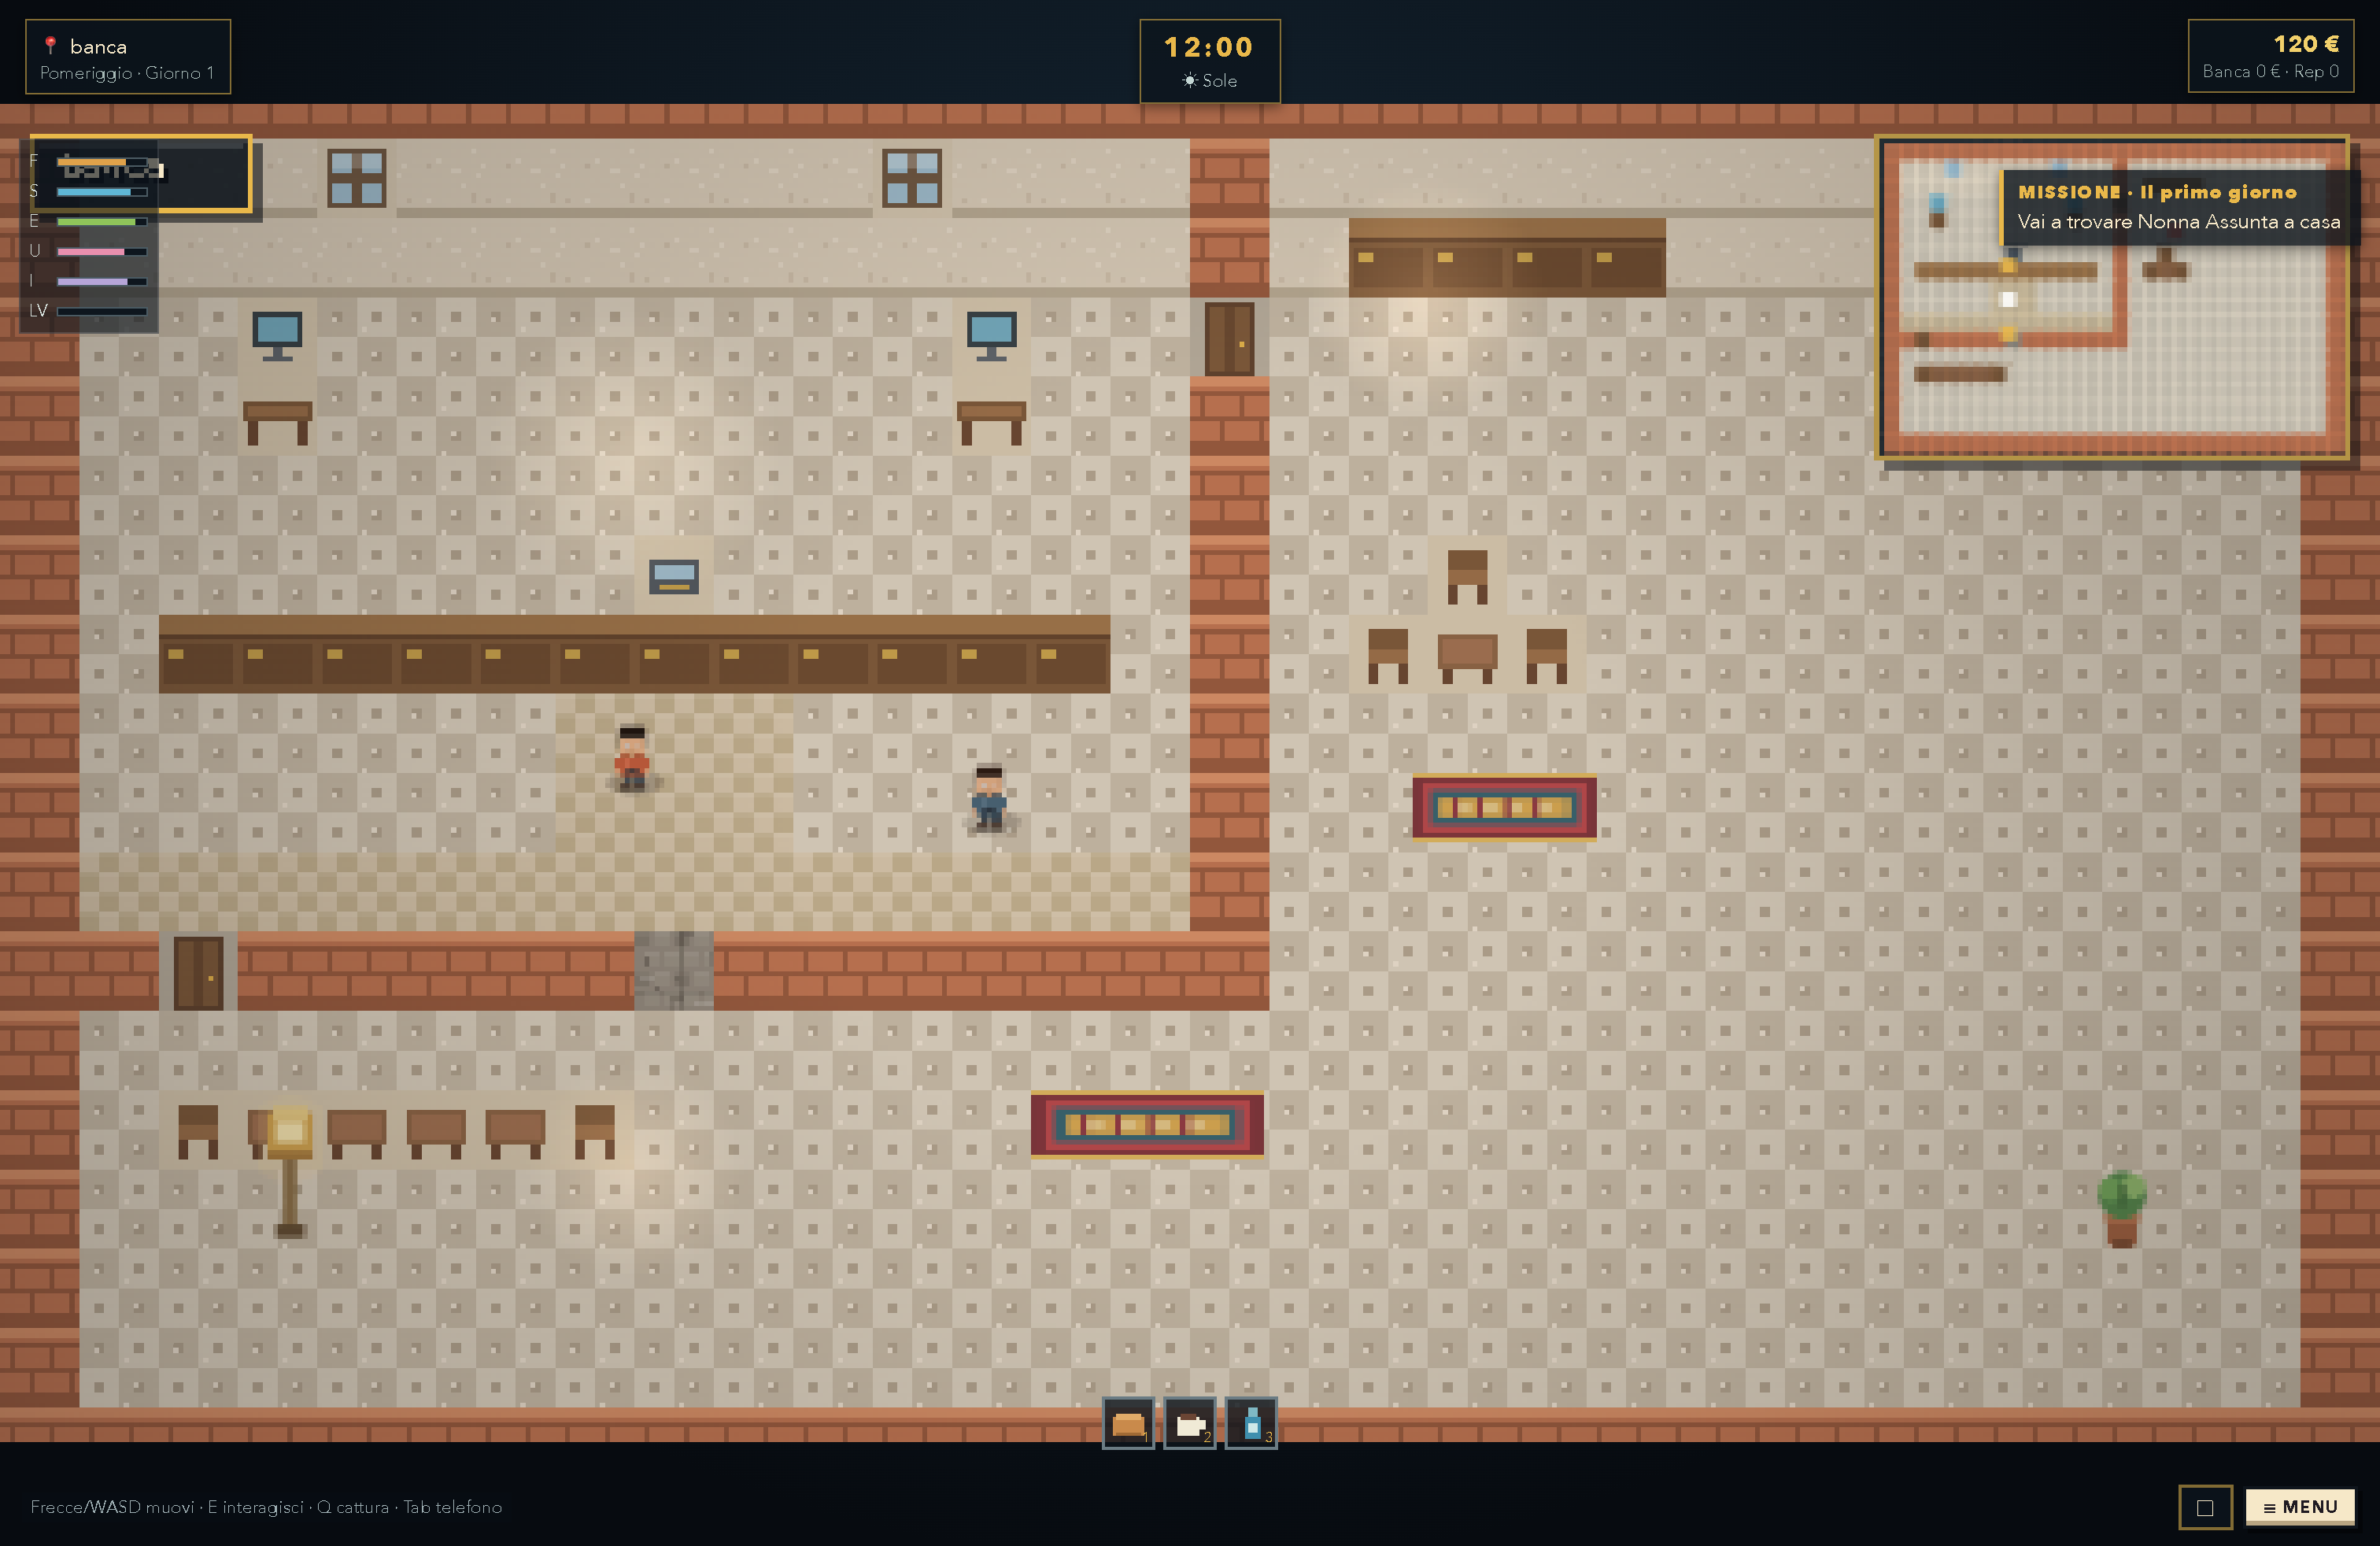 banca
Pomeriggio · Giorno 1
12:00
☀ Sole
120 €
Banca 0 € · Rep 0
F
S
E
U
I
LV
MISSIONE · Il primo giorno
Vai a trovare Nonna Assunta a casa
1
2
3
Frecce/WASD muovi · E interagisci · Q cattura · Tab telefono
≡ MENU